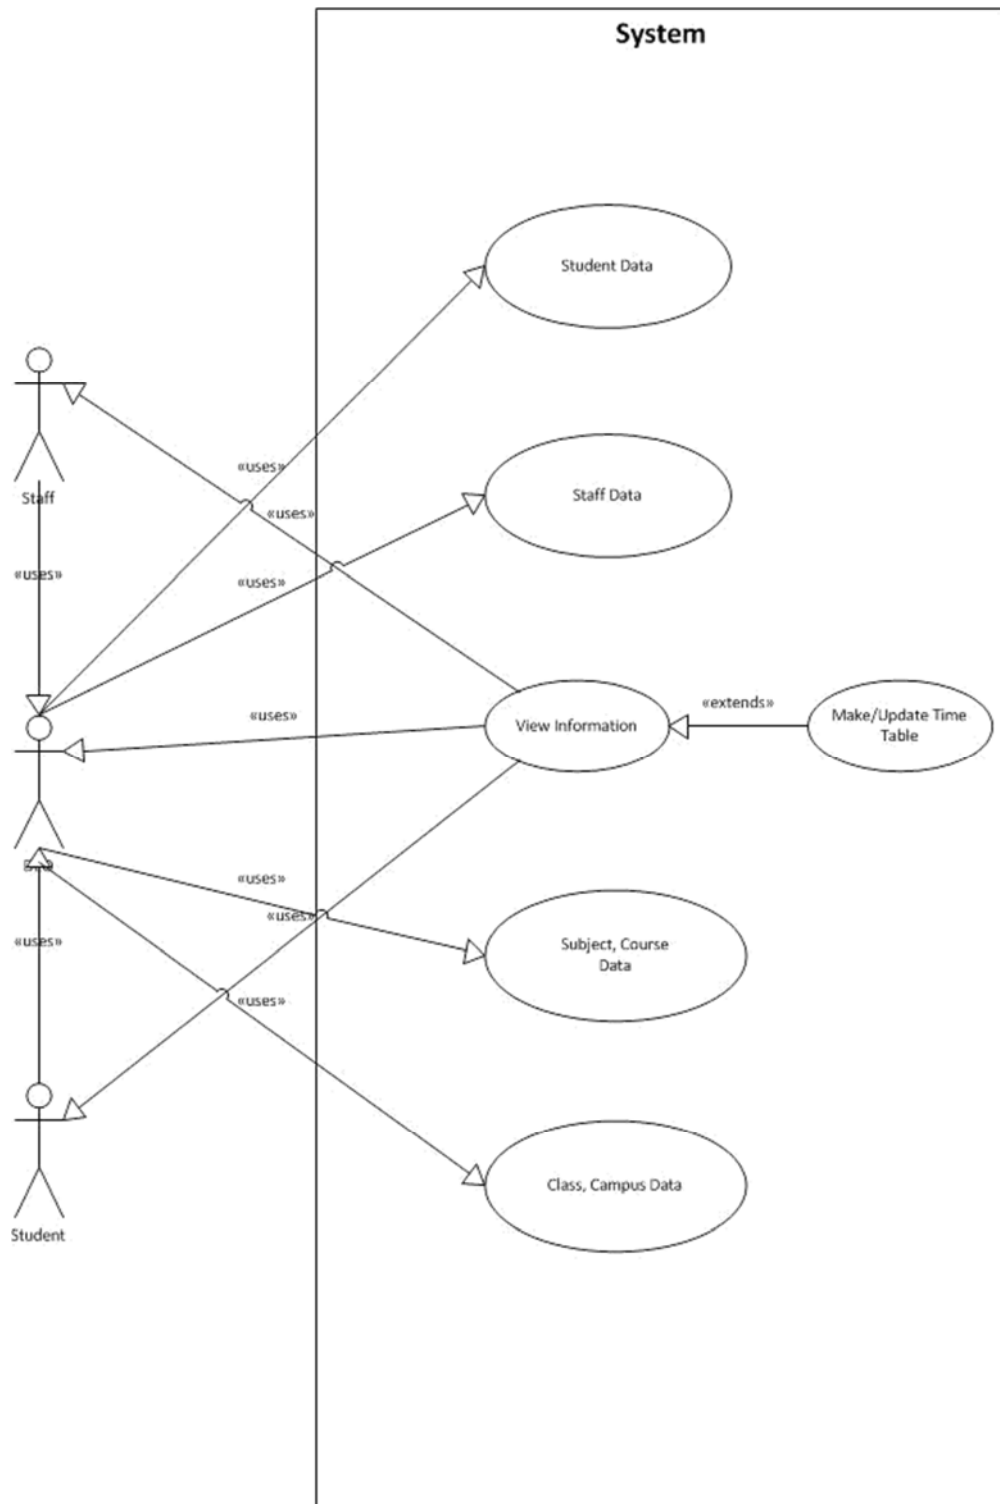 System
Student Data
«uses»
Staff
«uses»
Staff Data
«uses»
«uses»
«uses»
View Information
«extends»
Make/Update Time
Table
«uses»
«uses»
«uses»
Subject, Course
Data
«uses»
Class, Campus Data
Student